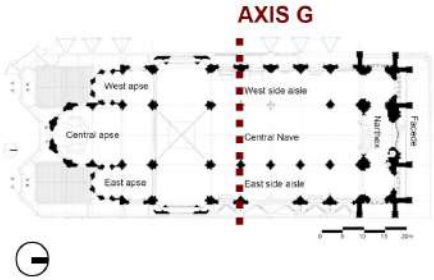 AXIS G
West apse
West side aisle
Central apse
Central Nave
Narthex
Facede
East apse
East side aisle
0 5 10 15 20m